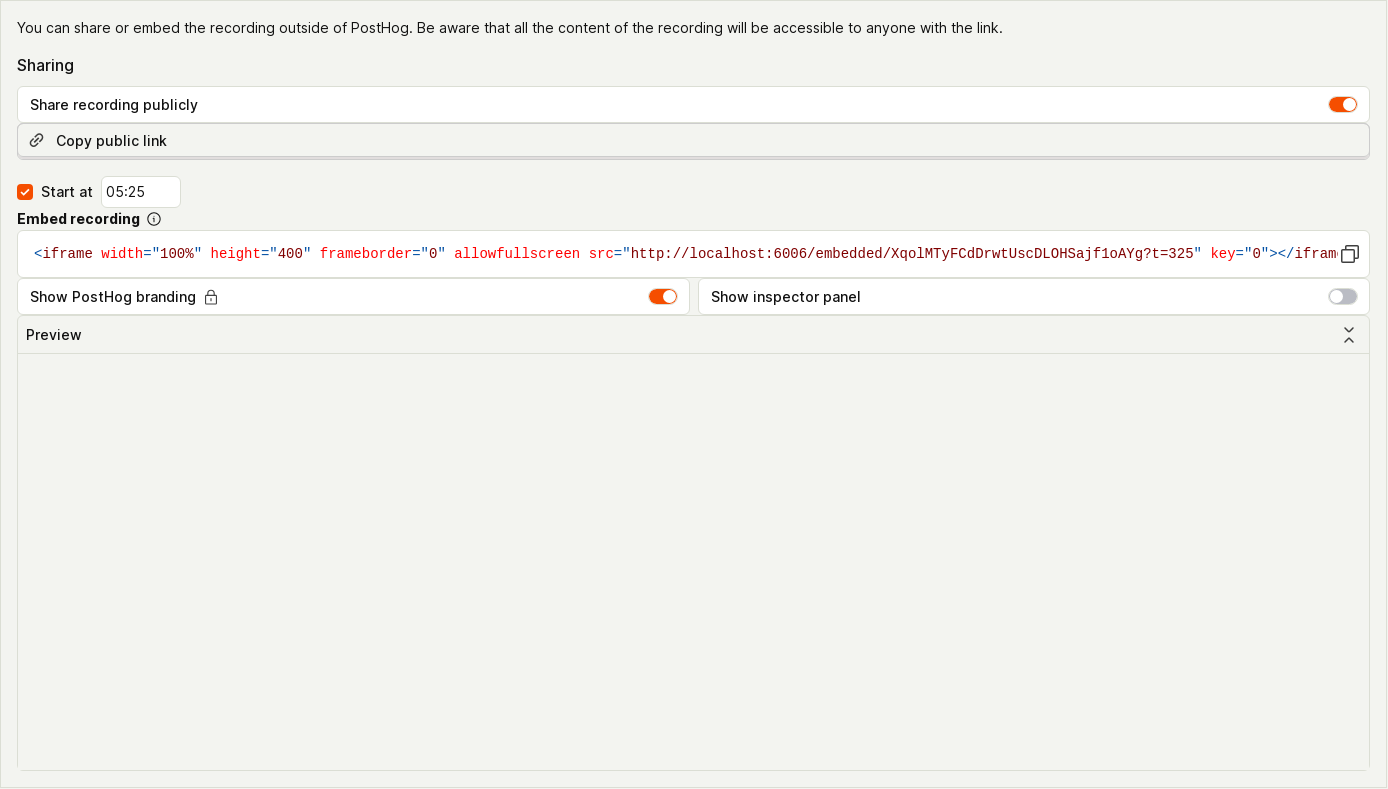 You can share or embed the recording outside of PostHog. Be aware that all the content of the recording will be accessible to anyone with the link.
Sharing
Share recording publicly
Copy public link
Start at 05:25
Embed recording
<iframe width="100%" height="400" frameborder="0" allowfullscreen src="http://localhost:6006/embedded/XqolMTyFCdDrwtUscDLOHSajf1oAYg?t=325" key="0"></iframe
Show PostHog branding
Show inspector panel
Preview